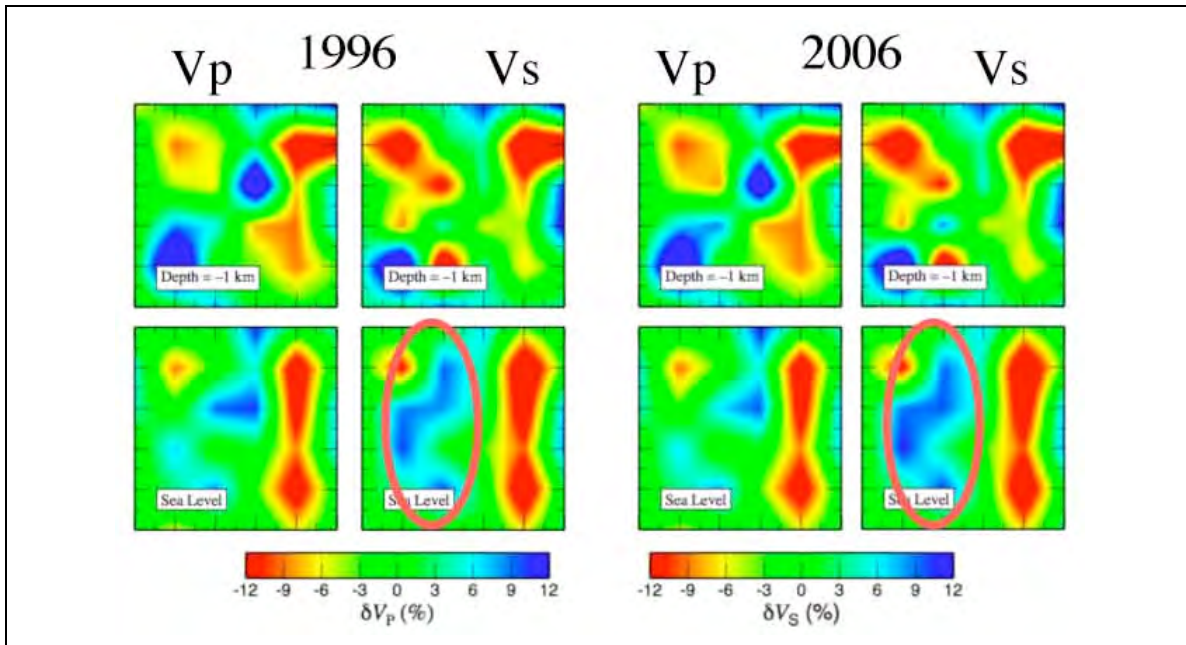 Vp 1996 Vs 2006 Vp Vs
Depth = –1 km Depth = –1 km Depth = –1 km Depth = –1 km
Sea Level Sea Level Sea Level Sea Level
-12 -9 -6 -3 0 3 6 9 12 -12 -9 -6 -3 0 3 6 9 12
δVP (%) δVS (%)